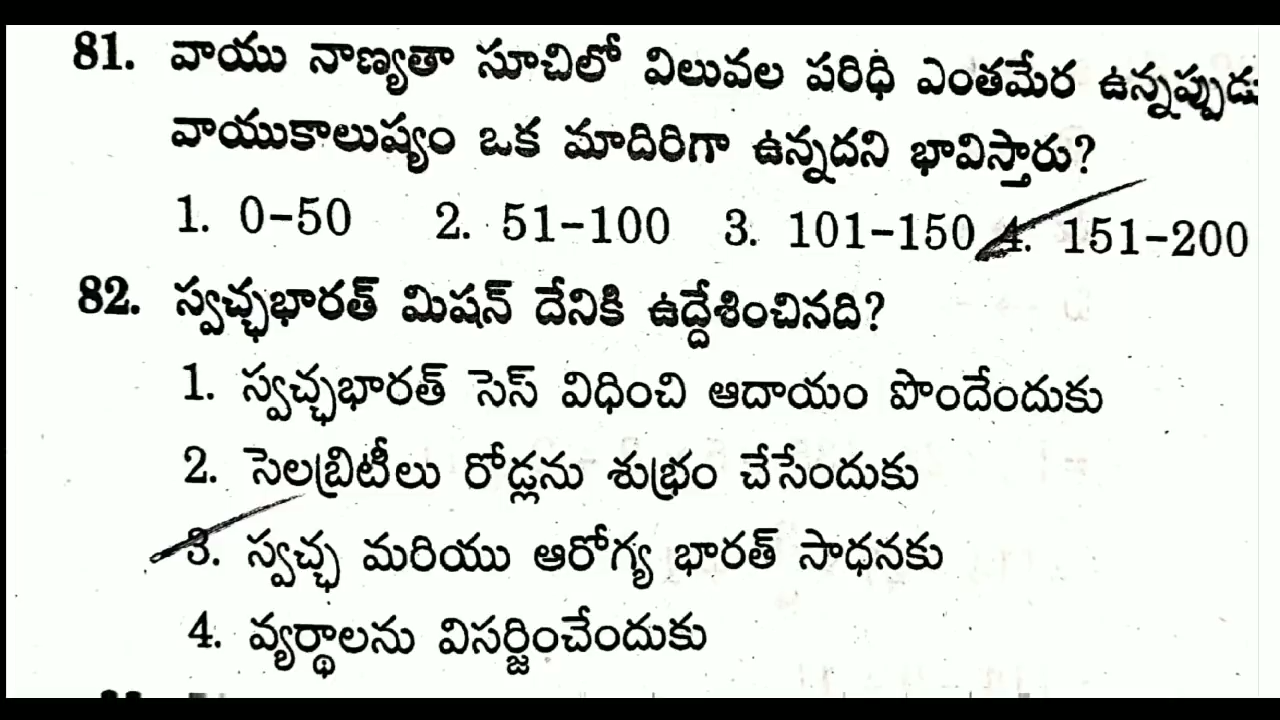 81. వాయు నాణ్యతా సూచిలో విలువల పరిధి ఎంతమేర ఉన్నప్పుడు
వాయుకాలుష్యం ఒక మాదిరిగా ఉన్నదని భావిస్తారు?
1. 0-50 2. 51-100 3. 101-150 4. 151-200
82. స్వచ్ఛభారత్ మిషన్ దేనికి ఉద్దేశించినది?
1. స్వచ్ఛభారత్ సెస్ విధించి ఆదాయం పొందేందుకు
2. సెలబ్రిటీలు రోడ్లను శుభ్రం చేసేందుకు
3. స్వచ్ఛ మరియు ఆరోగ్య భారత్ సాధనకు
4. వ్యర్థాలను విసర్జించేందుకు